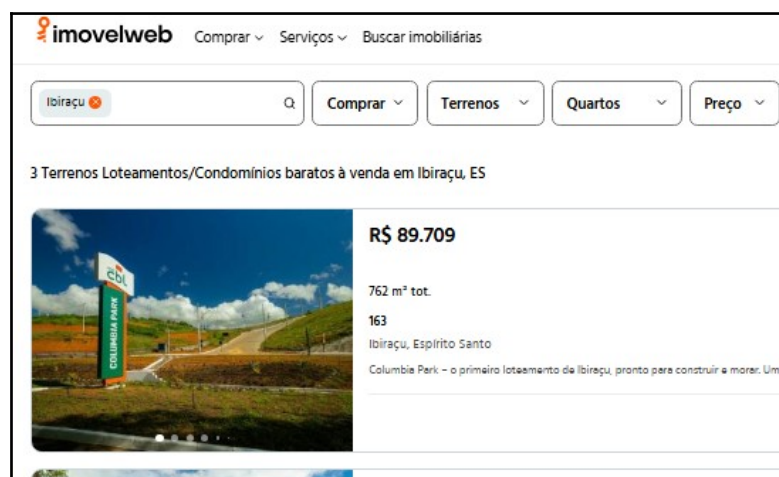 imovelweb Comprar Serviços Buscar imobiliárias
Ibiraçu Comprar Terrenos Quartos Preço
3 Terrenos Loteamentos/Condomínios baratos à venda em Ibiraçu, ES
R$ 89.709
cbl
COLUMBIA PARK
762 m² tot.
163
Ibiraçu, Espírito Santo
Columbia Park – o primeiro loteamento de Ibiraçu, pronto para construir e morar. Um